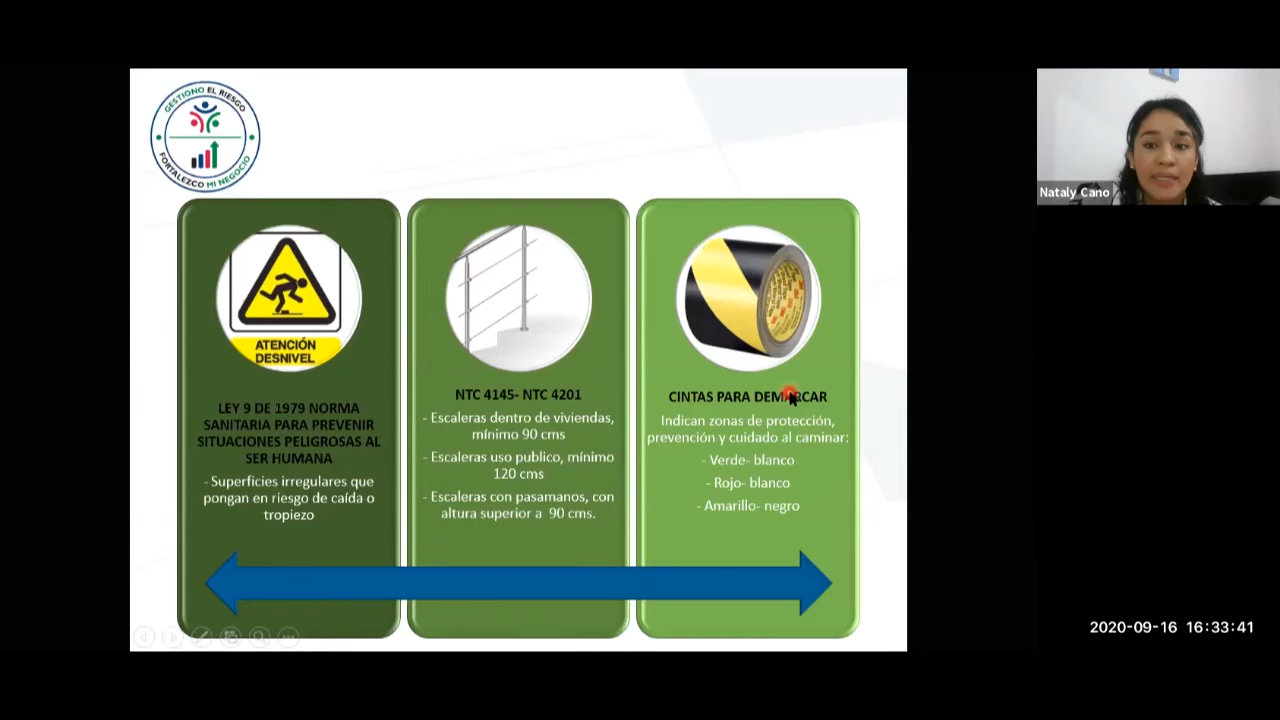 GESTIONO EL RIESGO
FORTALEZCO MI NEGOCIO
ATENCIÓN
DESNIVEL
LEY 9 DE 1979 NORMA
SANITARIA PARA PREVENIR
SITUACIONES PELIGROSAS AL
SER HUMANA
- Superficies irregulares que
pongan en riesgo de caída o
tropiezo
NTC 4145- NTC 4201
- Escaleras dentro de viviendas,
mínimo 90 cms
- Escaleras uso publico, mínimo
120 cms
- Escaleras con pasamanos, con
altura superior a 90 cms.
CINTAS PARA DEMARCAR
Indican zonas de protección,
prevención y cuidado al caminar:
- Verde- blanco
- Rojo- blanco
- Amarillo- negro
Nataly Cano
2020-09-16 16:33:41